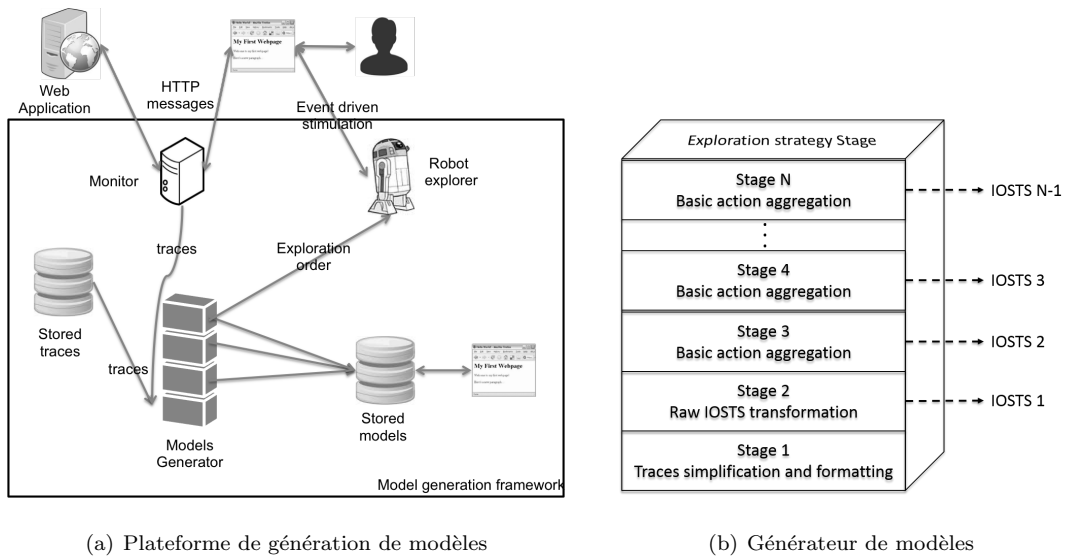 Web
Application
HTTP
messages
My First Webpage
Event driven
stimulation
Monitor
Robot
explorer
traces
Exploration
order
Stored
traces
traces
My First Webpage
Stored
models
Models
Generator
Model generation framework
(a) Plateforme de génération de modèles
Exploration strategy Stage
Stage N
Basic action aggregation
IOSTS N-1
⋮
Stage 4
Basic action aggregation
IOSTS 3
Stage 3
Basic action aggregation
IOSTS 2
Stage 2
Raw IOSTS transformation
IOSTS 1
Stage 1
Traces simplification and formatting
(b) Générateur de modèles